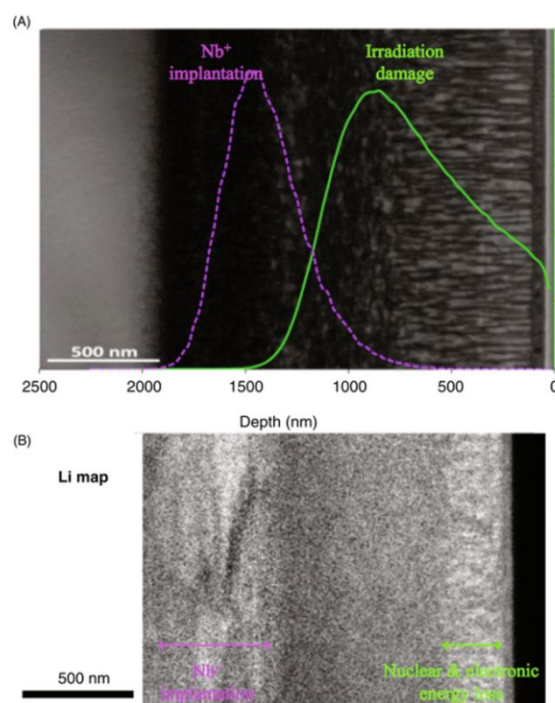 (A)
Nb+ implantation
Irradiation damage
500 nm
2500 2000 1500 1000 500 0
Depth (nm)
(B)
Li map
Nb implantation
Nuclear & electronic energy loss
500 nm